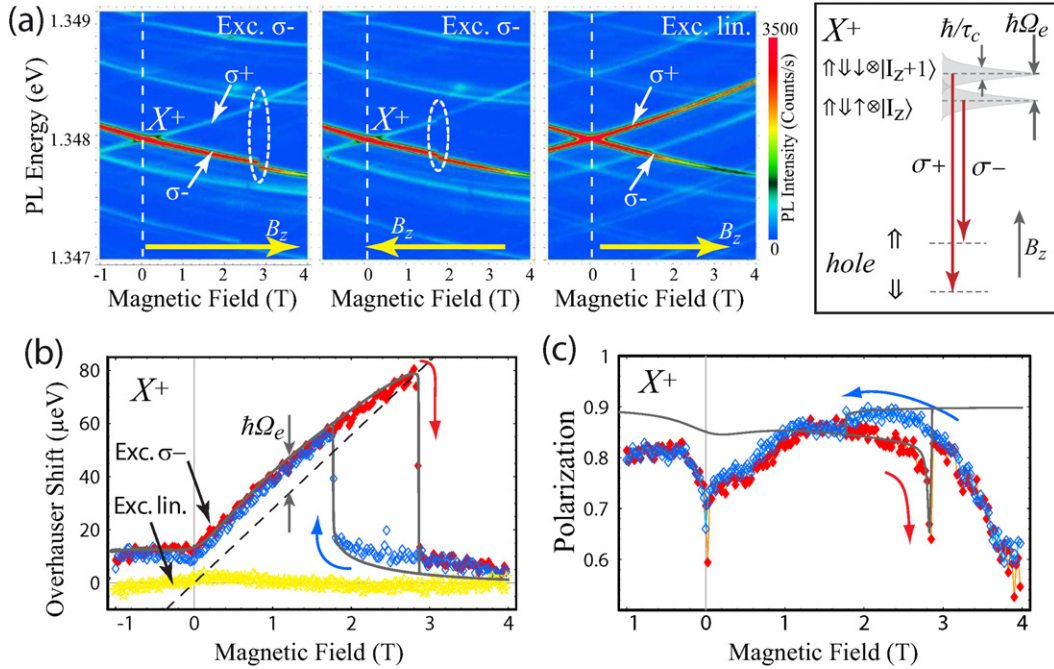 (a)
1.349
1.348
1.347
PL Energy (eV)
Exc. σ-
σ+
X+
σ-
Bz
-1 0 1 2 3 4
Magnetic Field (T)
Exc. σ-
X+
Bz
0 1 2 3 4
Magnetic Field (T)
Exc. lin.
σ+
σ-
Bz
0 1 2 3 4
Magnetic Field (T)
3500
0
PL Intensity (Counts/s)
X+
ħ/τc
ħΩe
⇑⇓↓⊗|Iz+1⟩
⇑⇓↑⊗|Iz⟩
σ+
σ−
⇑
hole
⇓
Bz
(b)
X+
80
60
40
20
0
Overhauser Shift (μeV)
ħΩe
Exc. σ−
Exc. lin.
-1 0 1 2 3 4
Magnetic Field (T)
(c)
X+
1
0.9
0.8
0.7
0.6
Polarization
1 0 1 2 3 4
Magnetic Field (T)